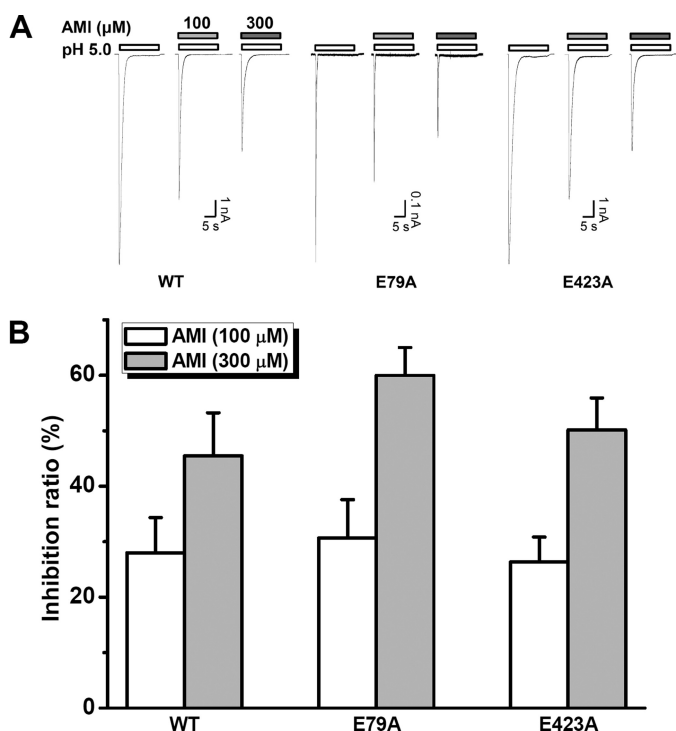 A
AMI (μM) 100 300
pH 5.0
1 nA
5 s
0.1 nA
5 s
1 nA
5 s
WT E79A E423A
B
AMI (100 μM)
AMI (300 μM)
Inhibition ratio (%)
60
40
20
0
WT E79A E423A